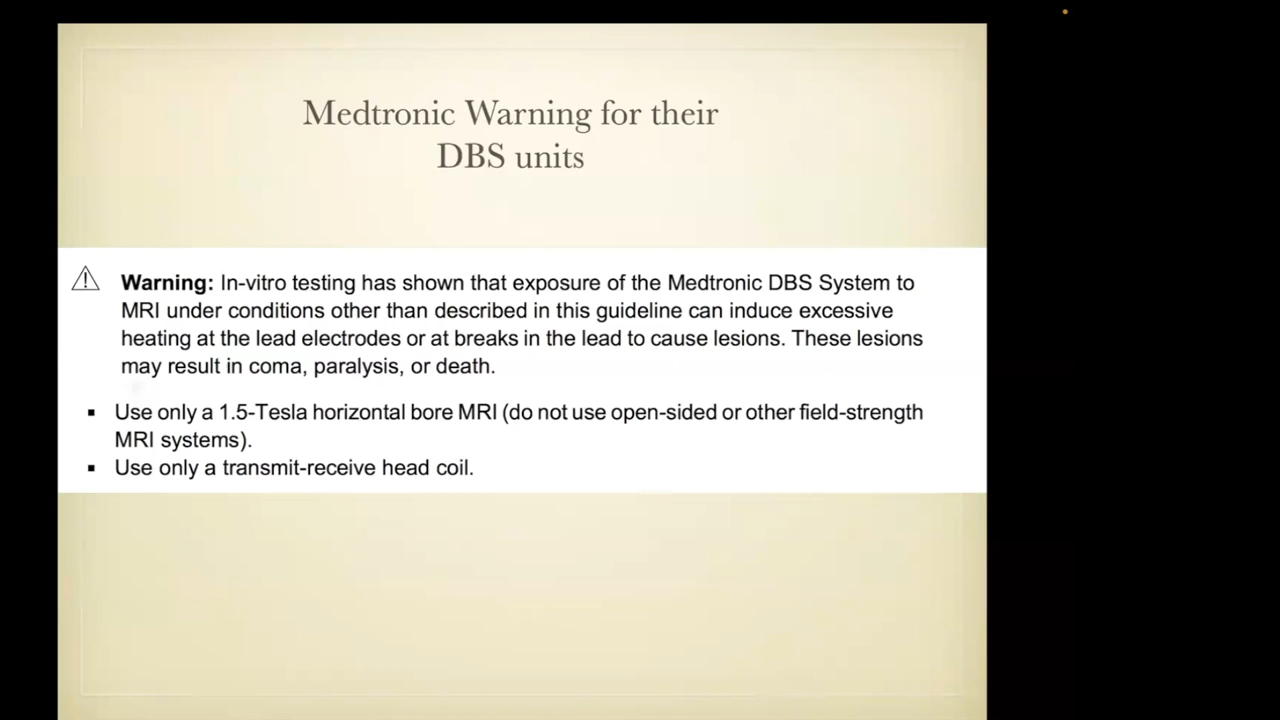 Medtronic Warning for their
DBS units
Warning: In-vitro testing has shown that exposure of the Medtronic DBS System to
MRI under conditions other than described in this guideline can induce excessive
heating at the lead electrodes or at breaks in the lead to cause lesions. These lesions
may result in coma, paralysis, or death.
▪ Use only a 1.5-Tesla horizontal bore MRI (do not use open-sided or other field-strength
MRI systems).
▪ Use only a transmit-receive head coil.